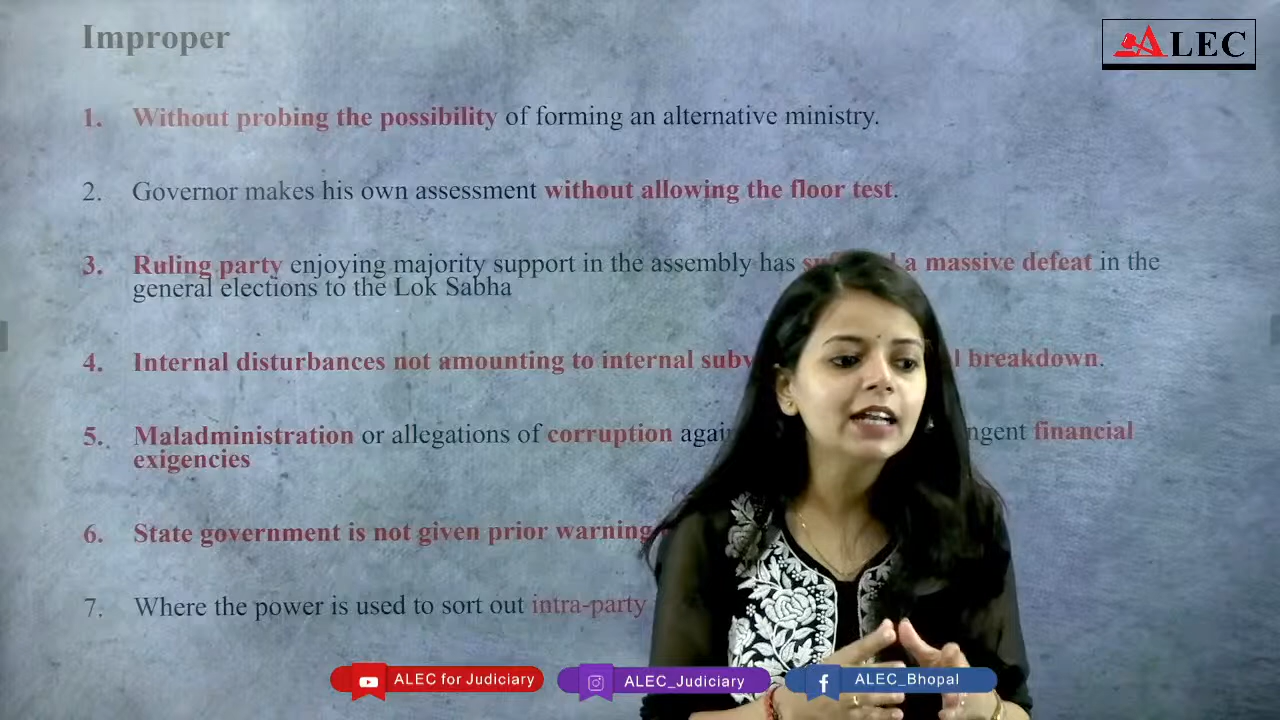 Improper
ALEC
1. Without probing the possibility of forming an alternative ministry.
2. Governor makes his own assessment without allowing the floor test.
3. Ruling party enjoying majority support in the assembly has a massive defeat in the
general elections to the Lok Sabha
4. Internal disturbances not amounting to internal breakdown.
5. Maladministration or allegations of corruption financial
exigencies
6. State government is not given prior warning
7. Where the power is used to sort out intra-party
ALEC for Judiciary
ALEC_Judiciary
ALEC_Bhopal